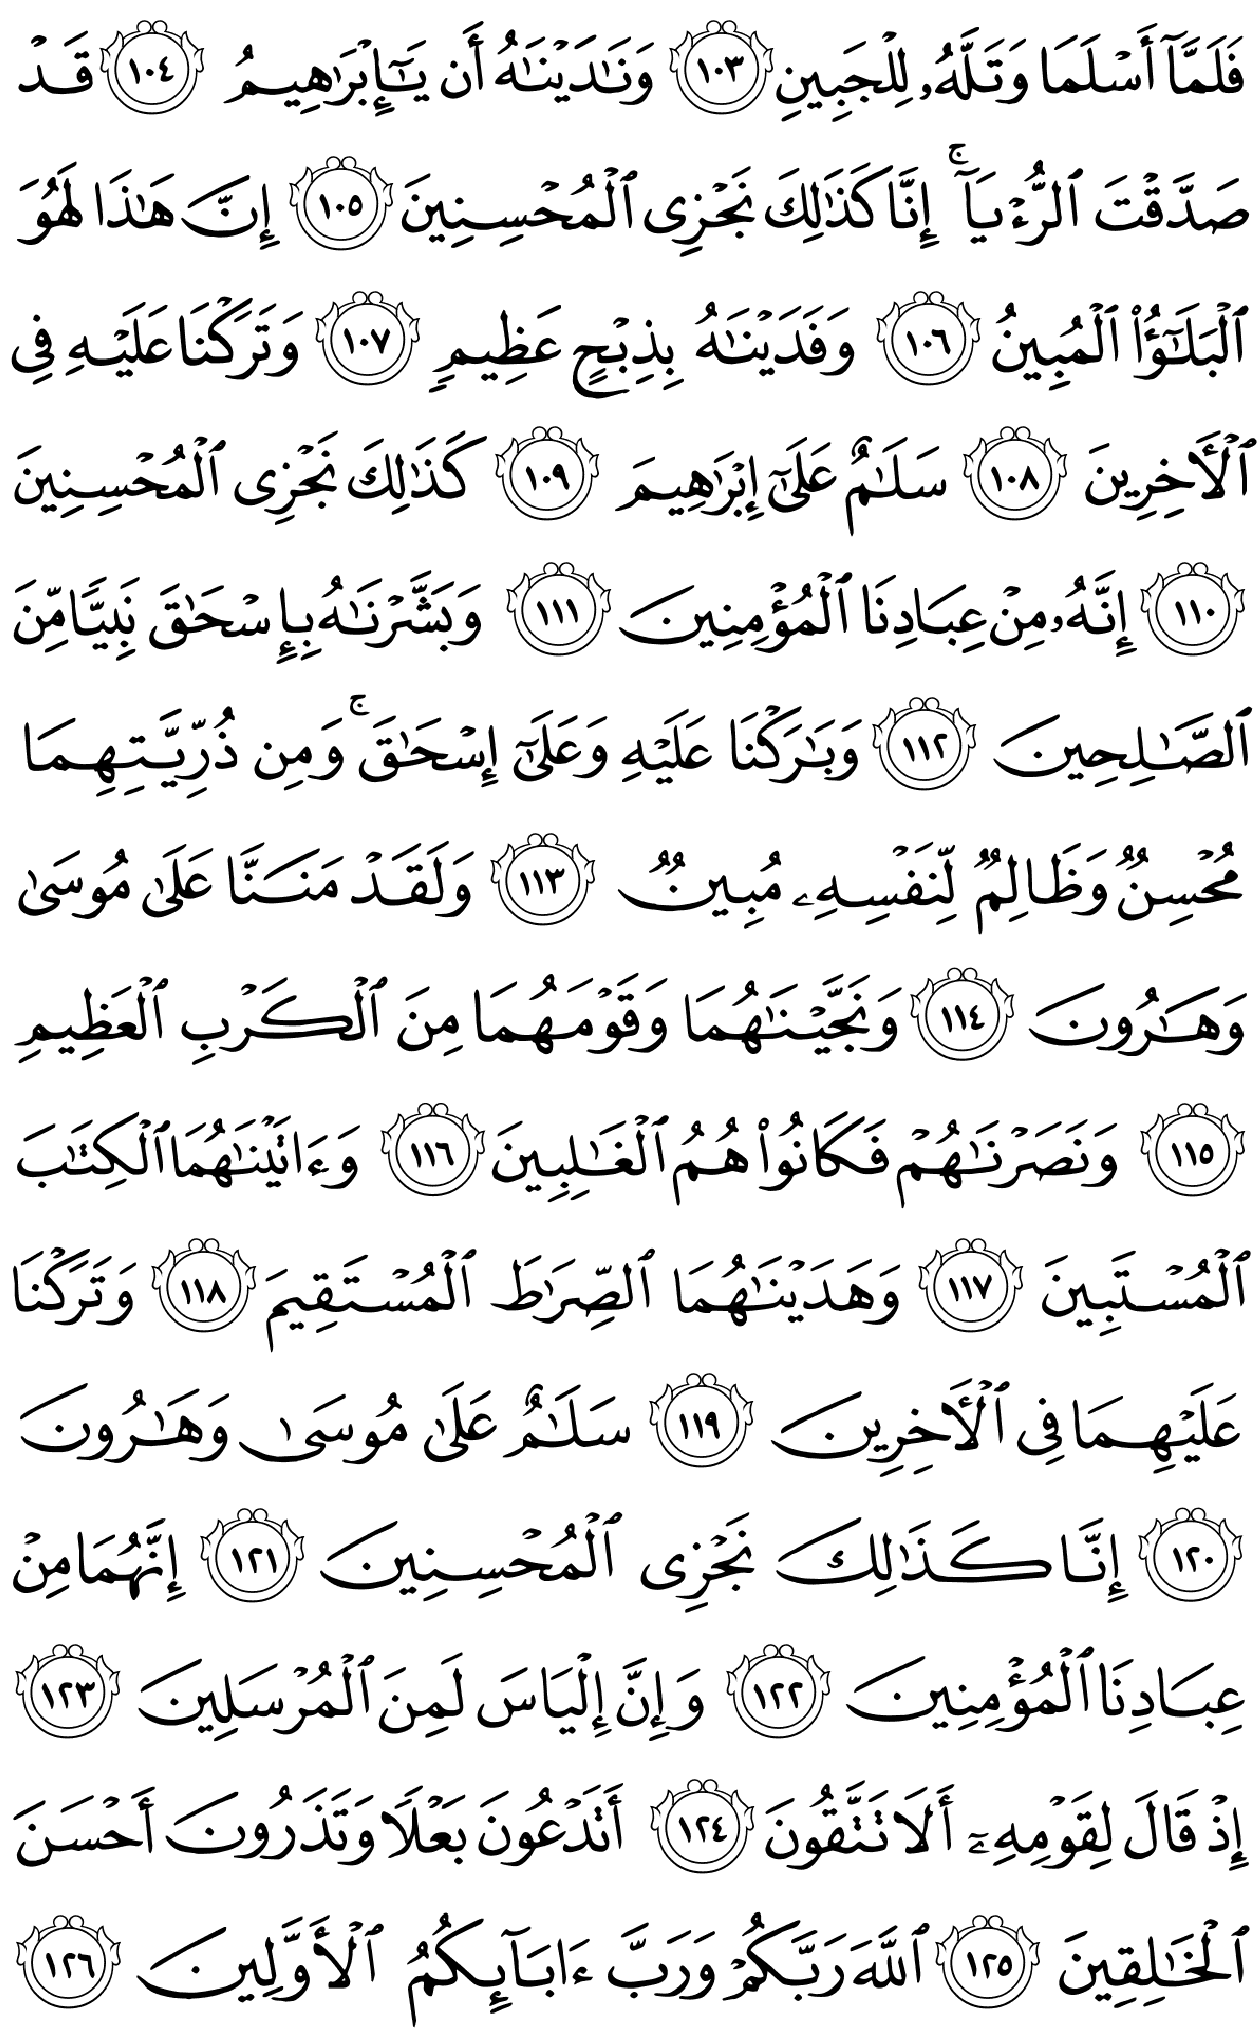 فَلَمَّآ أَسۡلَمَا وَتَلَّهُۥ لِلۡجَبِينِ ١٠٣ وَنَٰدَيۡنَٰهُ أَن يَٰٓإِبۡرَٰهِيمُ ١٠٤ قَدۡ
صَدَّقۡتَ ٱلرُّءۡيَآۚ إِنَّا كَذَٰلِكَ نَجۡزِي ٱلۡمُحۡسِنِينَ ١٠٥ إِنَّ هَٰذَا لَهُوَ
ٱلۡبَلَٰٓؤُاْ ٱلۡمُبِينُ ١٠٦ وَفَدَيۡنَٰهُ بِذِبۡحٍ عَظِيمٖ ١٠٧ وَتَرَكۡنَا عَلَيۡهِ فِي
ٱلۡأٓخِرِينَ ١٠٨ سَلَٰمٌ عَلَىٰٓ إِبۡرَٰهِيمَ ١٠٩ كَذَٰلِكَ نَجۡزِي ٱلۡمُحۡسِنِينَ
١١٠ إِنَّهُۥ مِنۡ عِبَادِنَا ٱلۡمُؤۡمِنِينَ ١١١ وَبَشَّرۡنَٰهُ بِإِسۡحَٰقَ نَبِيّٗا مِّنَ
ٱلصَّٰلِحِينَ ١١٢ وَبَٰرَكۡنَا عَلَيۡهِ وَعَلَىٰٓ إِسۡحَٰقَۚ وَمِن ذُرِّيَّتِهِمَا
مُحۡسِنٞ وَظَالِمٞ لِّنَفۡسِهِۦ مُبِينٞ ١١٣ وَلَقَدۡ مَنَنَّا عَلَىٰ مُوسَىٰ
وَهَٰرُونَ ١١٤ وَنَجَّيۡنَٰهُمَا وَقَوۡمَهُمَا مِنَ ٱلۡكَرۡبِ ٱلۡعَظِيمِ
١١٥ وَنَصَرۡنَٰهُمۡ فَكَانُواْ هُمُ ٱلۡغَٰلِبِينَ ١١٦ وَءَاتَيۡنَٰهُمَا ٱلۡكِتَٰبَ
ٱلۡمُسۡتَبِينَ ١١٧ وَهَدَيۡنَٰهُمَا ٱلصِّرَٰطَ ٱلۡمُسۡتَقِيمَ ١١٨ وَتَرَكۡنَا
عَلَيۡهِمَا فِي ٱلۡأٓخِرِينَ ١١٩ سَلَٰمٌ عَلَىٰ مُوسَىٰ وَهَٰرُونَ
١٢٠ إِنَّا كَذَٰلِكَ نَجۡزِي ٱلۡمُحۡسِنِينَ ١٢١ إِنَّهُمَا مِنۡ
عِبَادِنَا ٱلۡمُؤۡمِنِينَ ١٢٢ وَإِنَّ إِلۡيَاسَ لَمِنَ ٱلۡمُرۡسَلِينَ ١٢٣
إِذۡ قَالَ لِقَوۡمِهِۦٓ أَلَا تَتَّقُونَ ١٢٤ أَتَدۡعُونَ بَعۡلٗا وَتَذَرُونَ أَحۡسَنَ
ٱلۡخَٰلِقِينَ ١٢٥ ٱللَّهَ رَبَّكُمۡ وَرَبَّ ءَابَآئِكُمُ ٱلۡأَوَّلِينَ ١٢٦